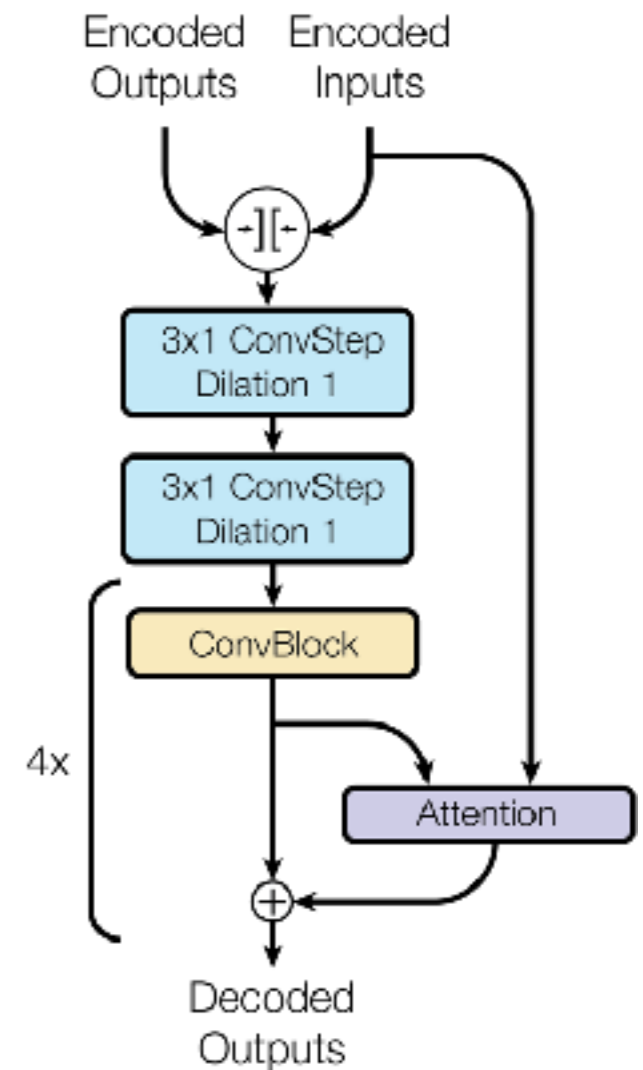 Encoded Outputs
Encoded Inputs
3x1 ConvStep
Dilation 1
3x1 ConvStep
Dilation 1
ConvBlock
4x
Attention
Decoded
Outputs